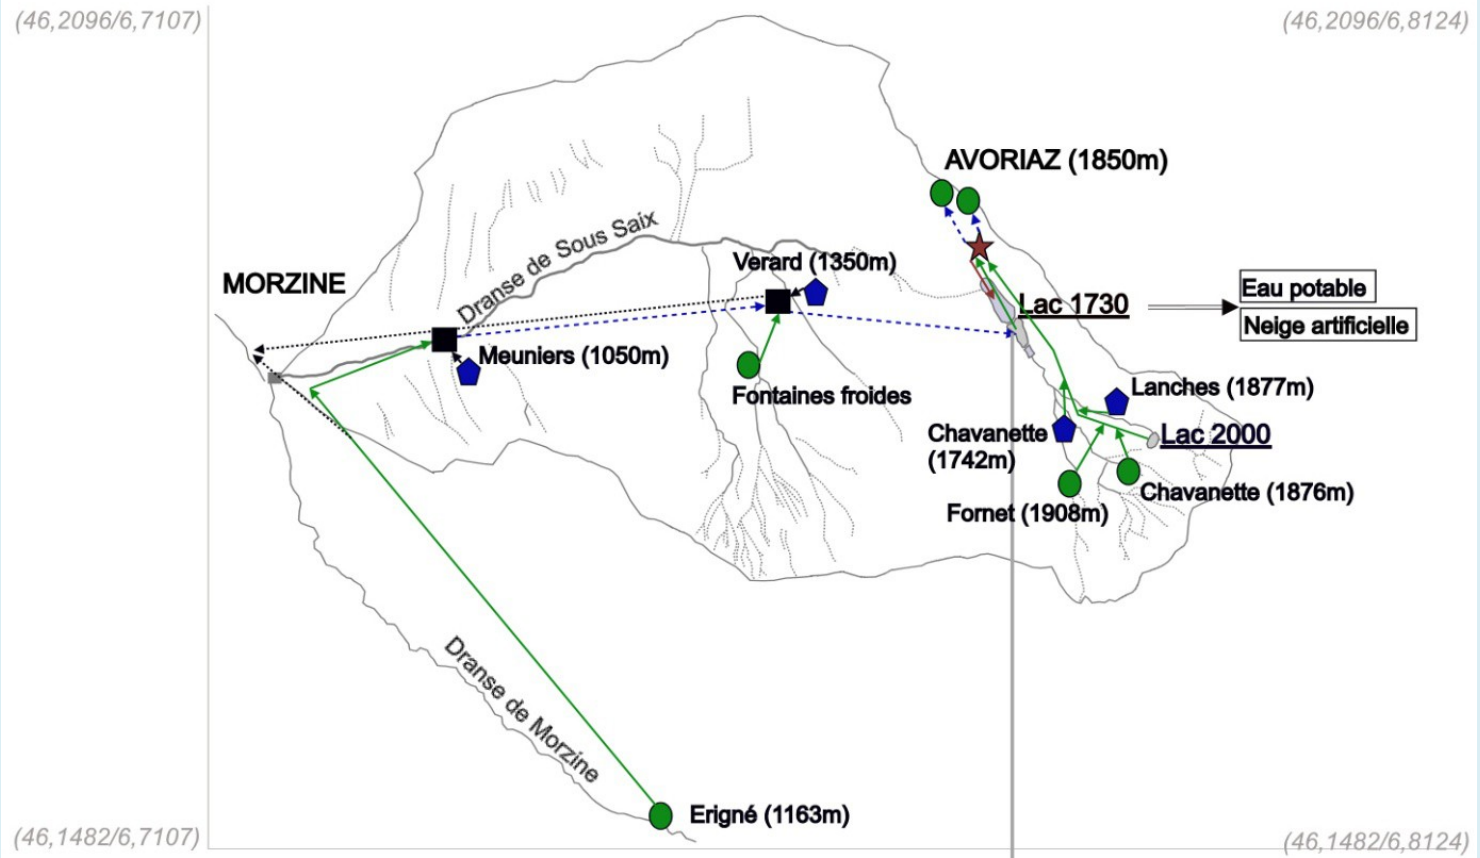 (46,2096/6,7107)
(46,2096/6,8124)
AVORIAZ (1850m)
Dranse de Sous Saix
Verard (1350m)
MORZINE
Eau potable
Lac 1730
Neige artificielle
Meuniers (1050m)
Lanches (1877m)
Fontaines froides
Chavanette
(1742m)
Lac 2000
Chavanette (1876m)
Fornet (1908m)
Dranse de Morzine
Erigné (1163m)
(46,1482/6,7107)
(46,1482/6,8124)